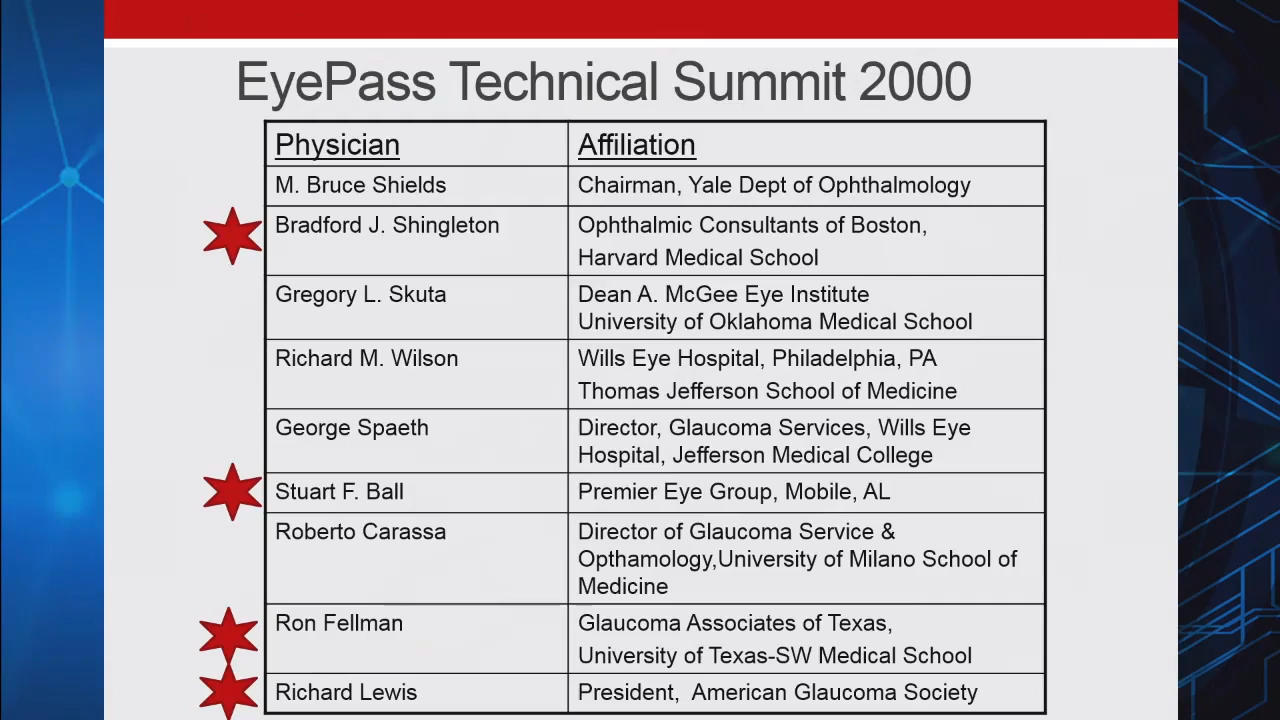 EyePass Technical Summit 2000
Physician Affiliation
M. Bruce Shields Chairman, Yale Dept of Ophthalmology
Bradford J. Shingleton Ophthalmic Consultants of Boston,
Harvard Medical School
Gregory L. Skuta Dean A. McGee Eye Institute
University of Oklahoma Medical School
Richard M. Wilson Wills Eye Hospital, Philadelphia, PA
Thomas Jefferson School of Medicine
George Spaeth Director, Glaucoma Services, Wills Eye
Hospital, Jefferson Medical College
Stuart F. Ball Premier Eye Group, Mobile, AL
Roberto Carassa Director of Glaucoma Service &
Opthamology,University of Milano School of
Medicine
Ron Fellman Glaucoma Associates of Texas,
University of Texas-SW Medical School
Richard Lewis President, American Glaucoma Society